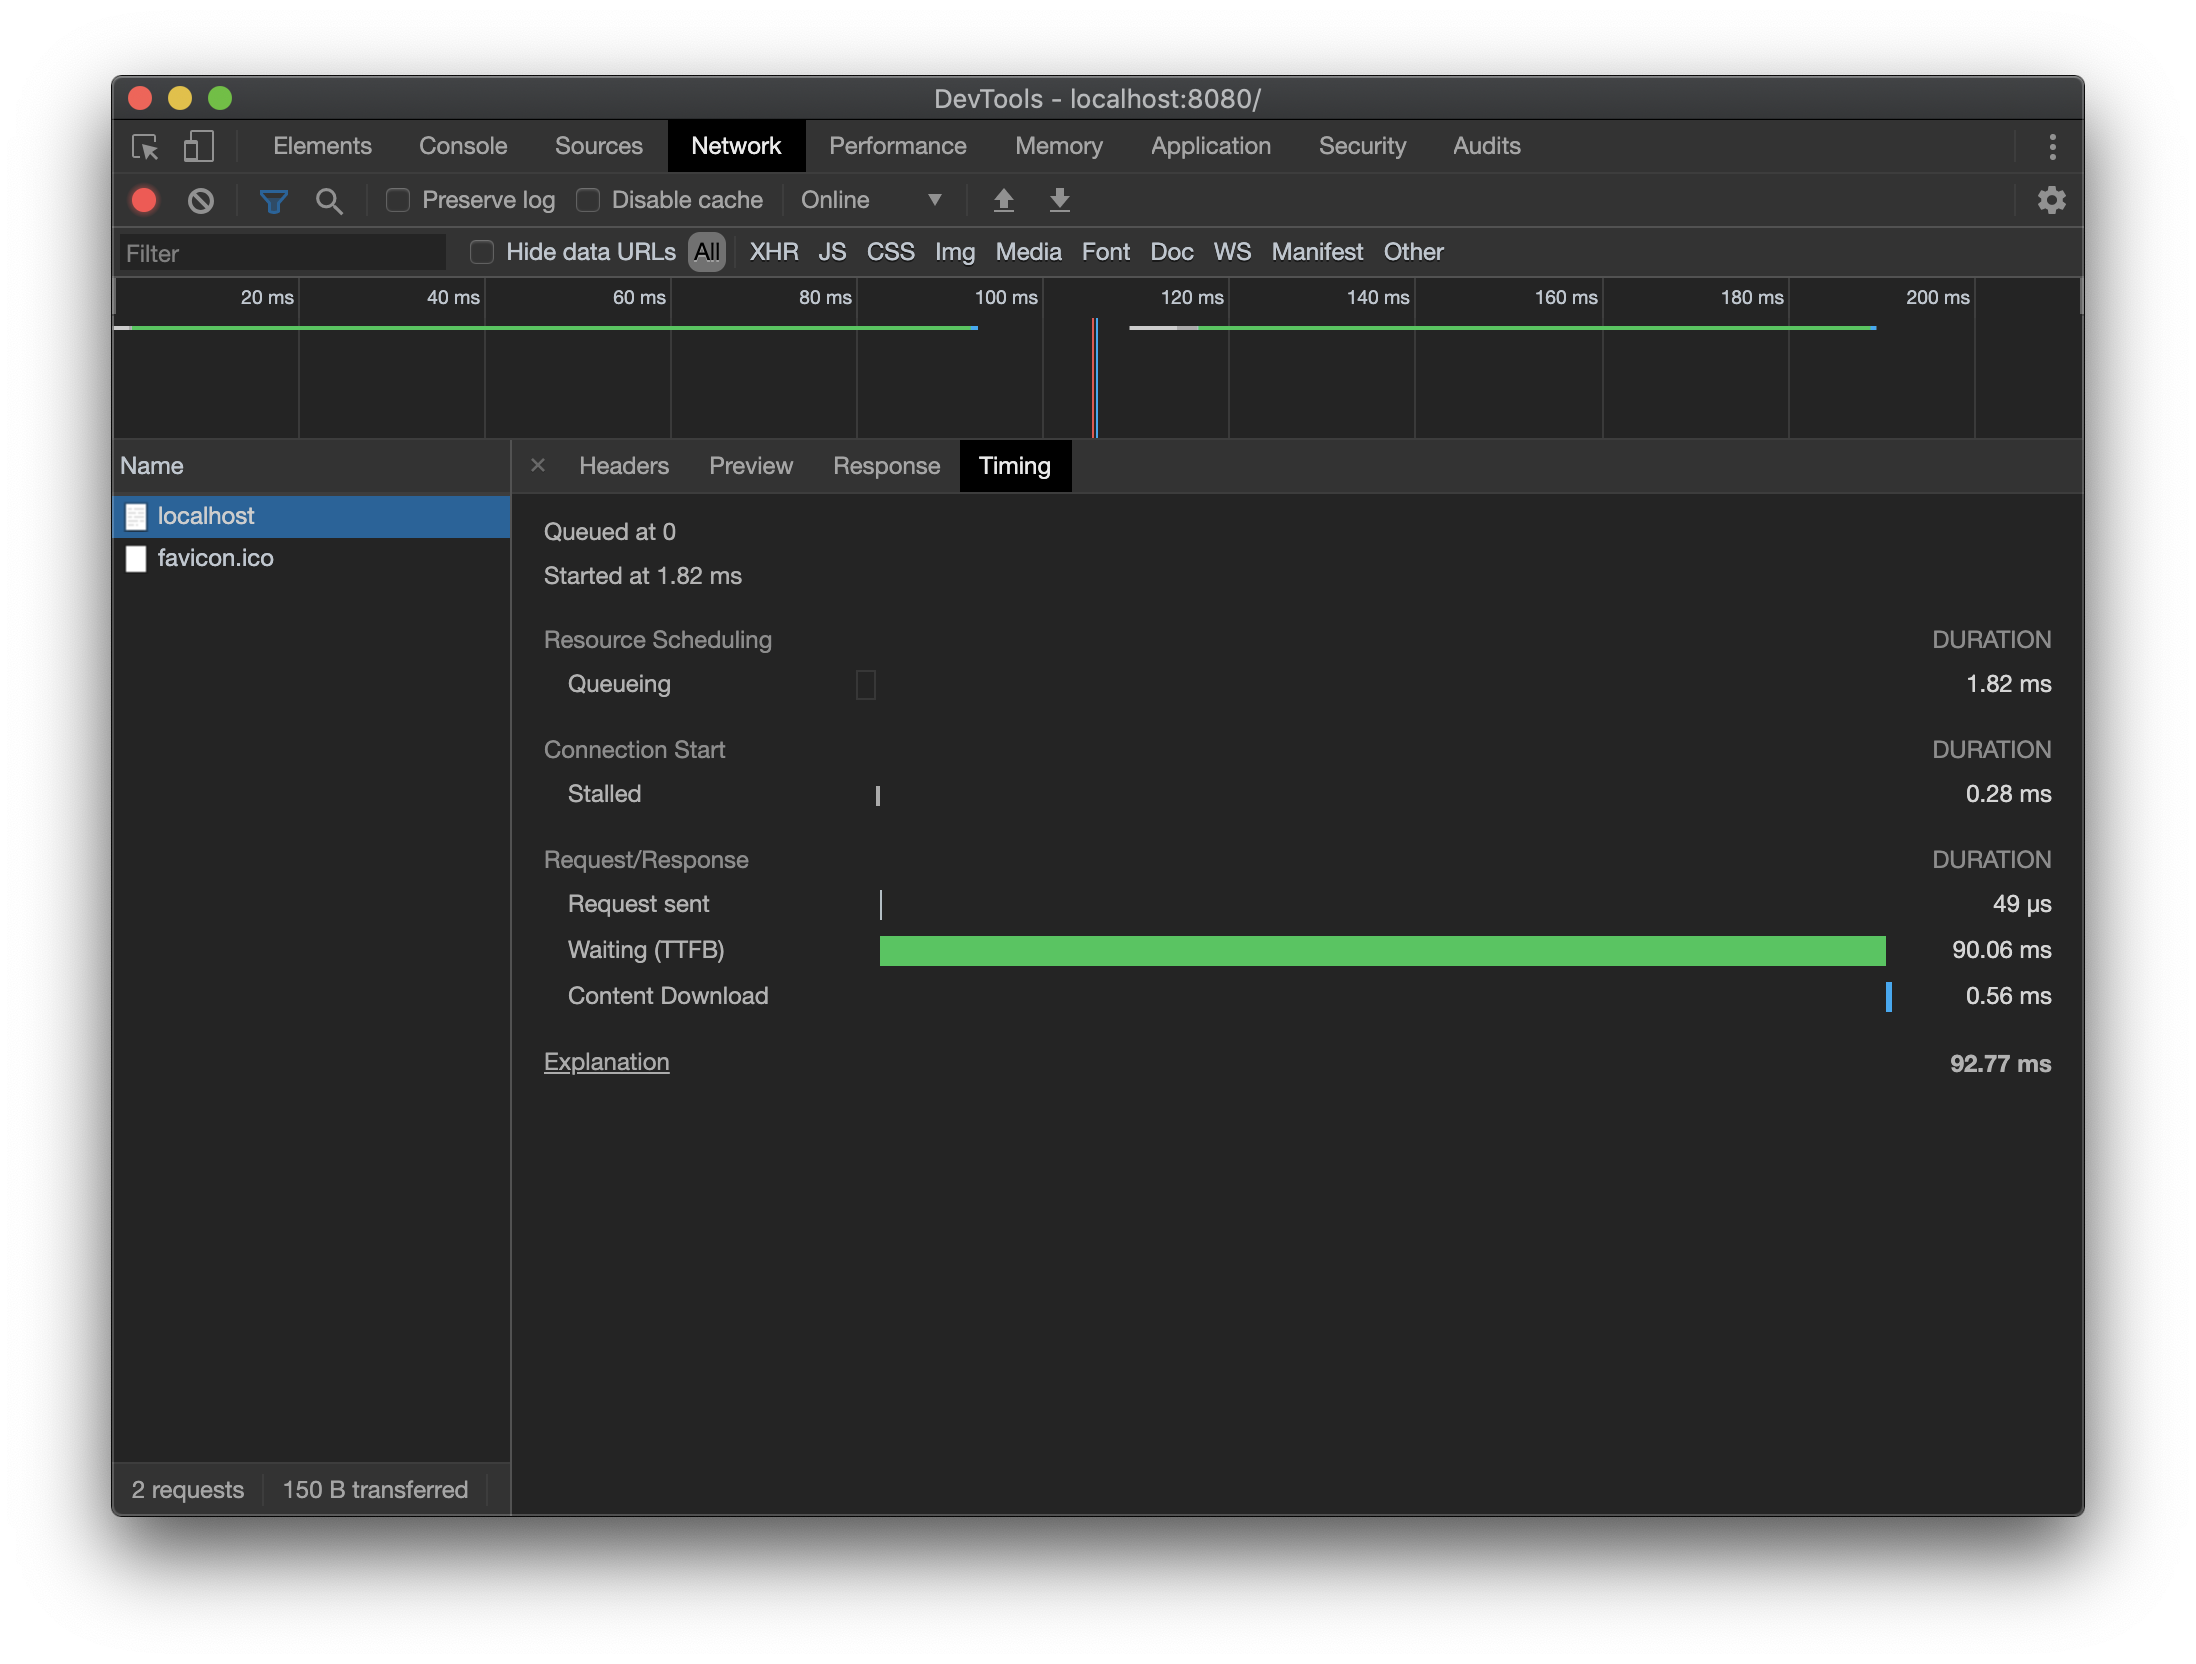 DevTools - localhost:8080/
Elements Console Sources Network Performance Memory Application Security Audits
Preserve log Disable cache Online
Filter Hide data URLs All XHR JS CSS Img Media Font Doc WS Manifest Other
20 ms 40 ms 60 ms 80 ms 100 ms 120 ms 140 ms 160 ms 180 ms 200 ms
Name
localhost
favicon.ico
× Headers Preview Response Timing
Queued at 0
Started at 1.82 ms
Resource Scheduling DURATION
Queueing 1.82 ms
Connection Start DURATION
Stalled 0.28 ms
Request/Response DURATION
Request sent 49 µs
Waiting (TTFB) 90.06 ms
Content Download 0.56 ms
Explanation 92.77 ms
2 requests 150 B transferred